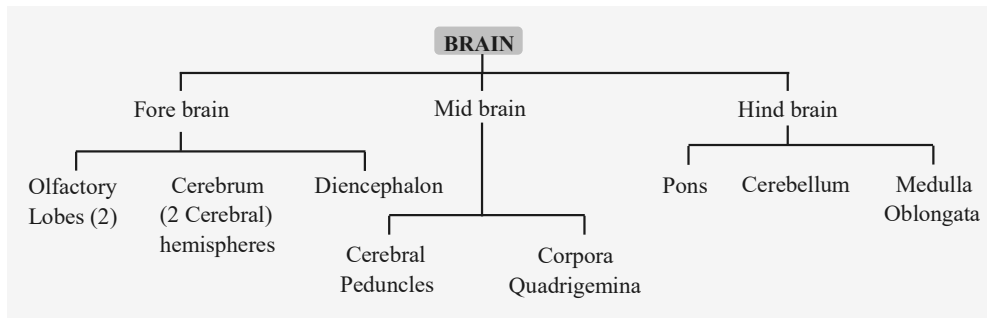 BRAIN
Fore brain
Mid brain
Hind brain
Olfactory
Lobes (2)
Cerebrum
(2 Cerebral)
hemispheres
Diencephalon
Cerebral
Peduncles
Corpora
Quadrigemina
Pons
Cerebellum
Medulla
Oblongata